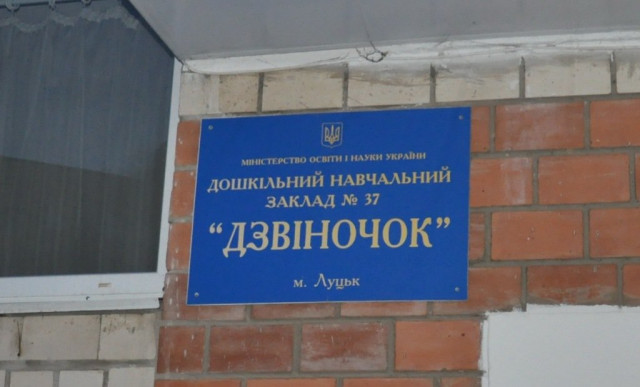 МІНІСТЕРСТВО ОСВІТИ І НАУКИ УКРАЇНИ
ДОШКІЛЬНИЙ НАВЧАЛЬНИЙ
ЗАКЛАД № 37
“ДЗВІНОЧОК”
м. Луцьк